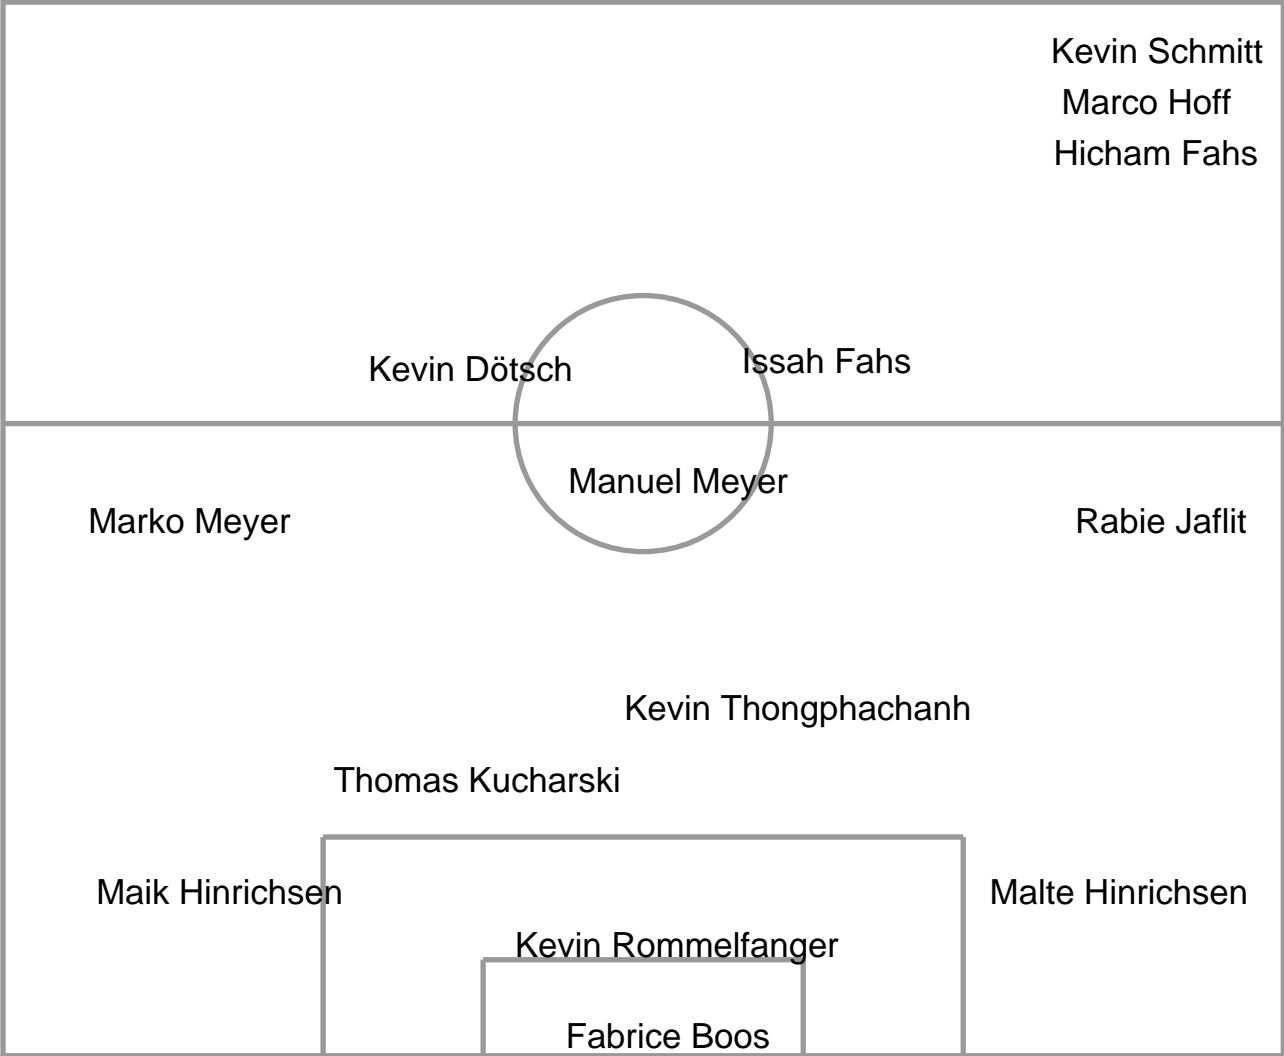 Kevin Schmitt
Marco Hoff
Hicham Fahs
Kevin Dötsch
Issah Fahs
Manuel Meyer
Marko Meyer
Rabie Jaflit
Kevin Thongphachanh
Thomas Kucharski
Maik Hinrichsen
Malte Hinrichsen
Kevin Rommelfanger
Fabrice Boos